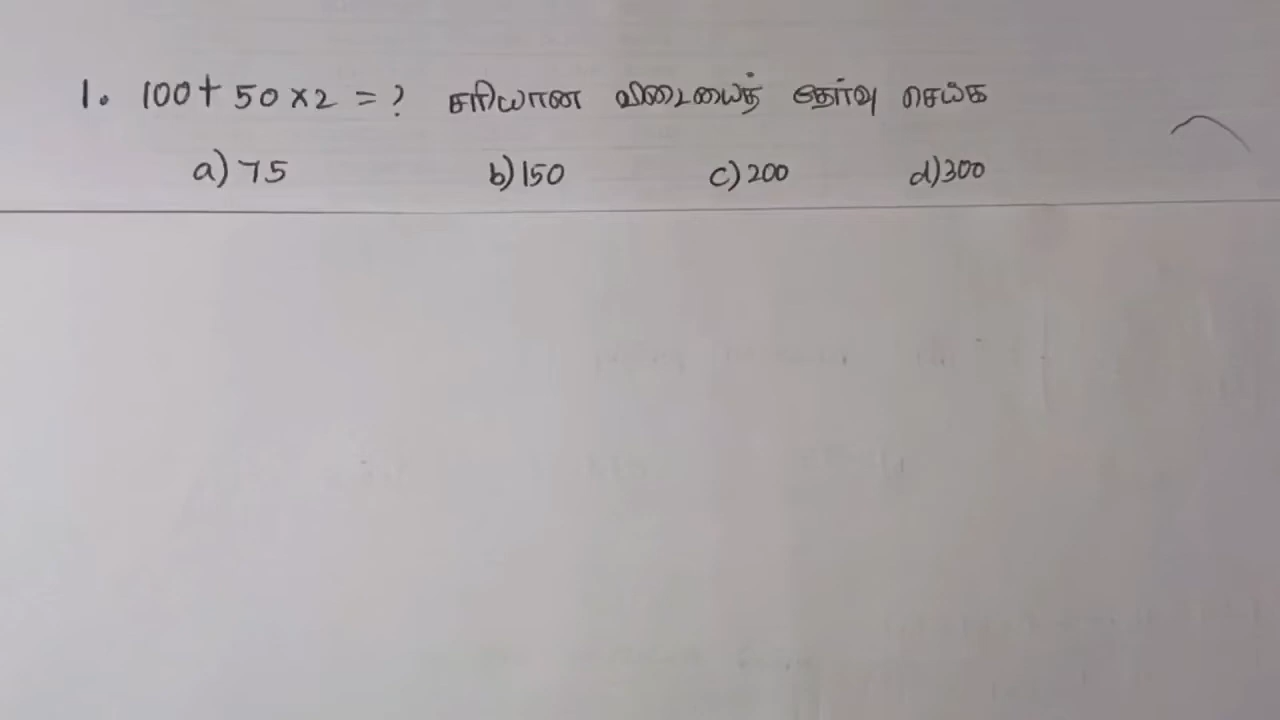 1. 100+ 50×2 = ? சரியான விடையைத் தேர்வு செய்க
a) 75 b) 150 c) 200 d) 300